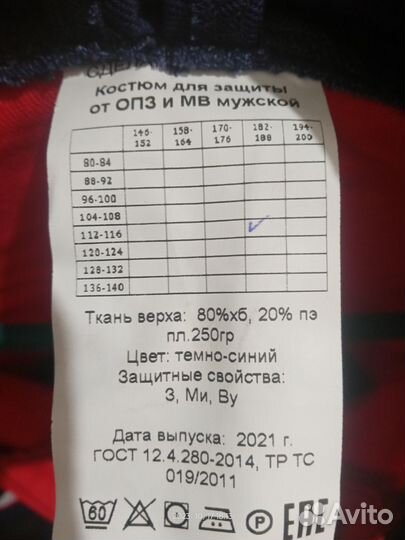 Костюм для защиты
от ОПЗ и МВ мужской
146-152 158-164 170-176 182-188 194-200
80-84
88-92
96-100
104-108
112-116
120-124
128-132
136-140
Ткань верха: 80%хб, 20% пэ
пл.250гр
Цвет: темно-синий
Защитные свойства:
З, Ми, Ву
Дата выпуска: 2021 г.
ГОСТ 12.4.280-2014, ТР ТС
019/2011
60 P EAC
Avito